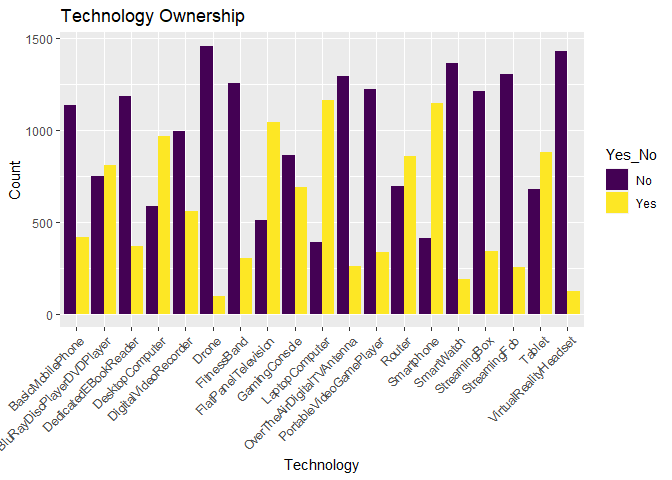 Technology Ownership
1500
1000
500
0
Count
BasicMobilePhone
BluRayDiscPlayerDVDPlayer
DedicatedEBookReader
DesktopComputer
DigitalVideoRecorder
Drone
FitnessBand
FlatPanelTelevision
GamingConsole
LaptopComputer
OverTheAirDigitalTVAntenna
PortableVideoGamePlayer
Router
Smartphone
SmartWatch
StreamingBox
StreamingFob
Tablet
VirtualRealityHeadset
Technology
Yes_No
No
Yes